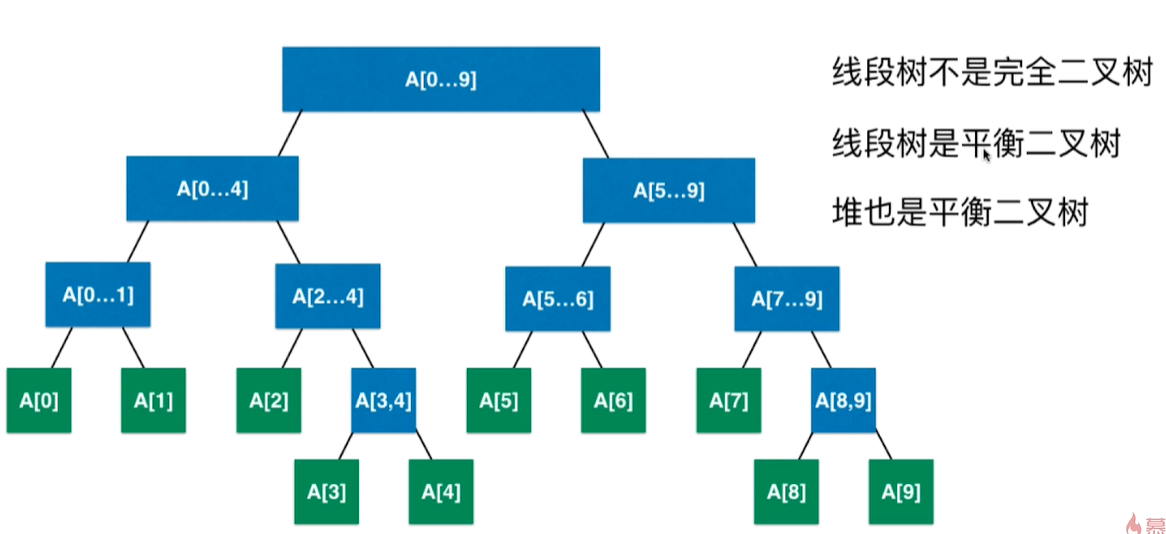 A[0...9]
线段树不是完全二叉树
线段树是平衡二叉树
堆也是平衡二叉树
A[0...4]
A[5...9]
A[0...1]
A[2...4]
A[5...6]
A[7...9]
A[0]
A[1]
A[2]
A[3,4]
A[5]
A[6]
A[7]
A[8,9]
A[3]
A[4]
A[8]
A[9]
慕